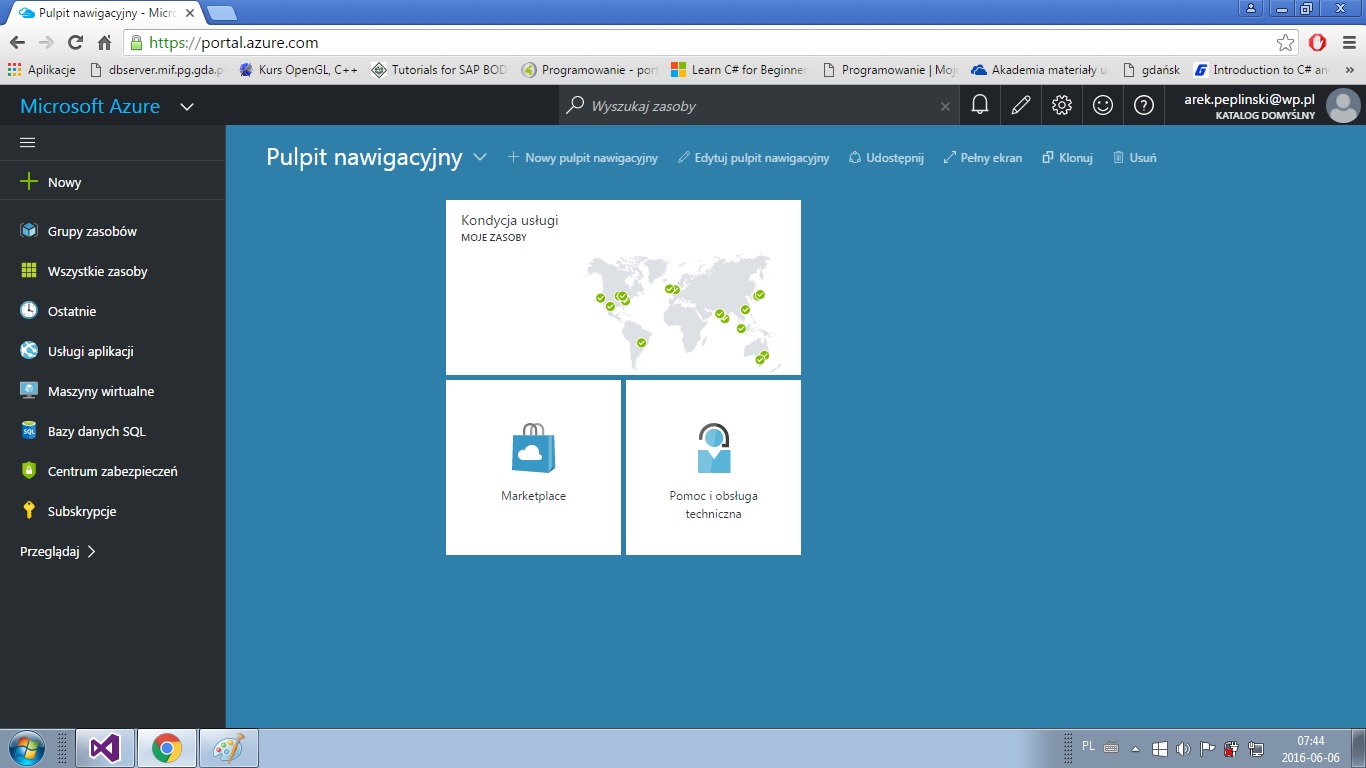 Pulpit nawigacyjny - Micr
https://portal.azure.com
Aplikacje
dbserver.mif.pg.gda.p
Kurs OpenGL, C++
Tutorials for SAP BOD
Programowanie - port
Learn C# for Beginner
Programowanie | Moj
Akademia materiały u
gdańsk
Introduction to C# an
»
Microsoft Azure
Wyszukaj zasoby
arek.peplinski@wp.pl
KATALOG DOMYŚLNY
Pulpit nawigacyjny
Nowy pulpit nawigacyjny
Edytuj pulpit nawigacyjny
Udostępnij
Pełny ekran
Klonuj
Usuń
Nowy
Grupy zasobów
Wszystkie zasoby
Ostatnie
Usługi aplikacji
Maszyny wirtualne
SQL
Bazy danych SQL
Centrum zabezpieczeń
Subskrypcje
Przeglądaj
Kondycja usługi
MOJE ZASOBY
Marketplace
Pomoc i obsługa
techniczna
PL
07:44
2016-06-06